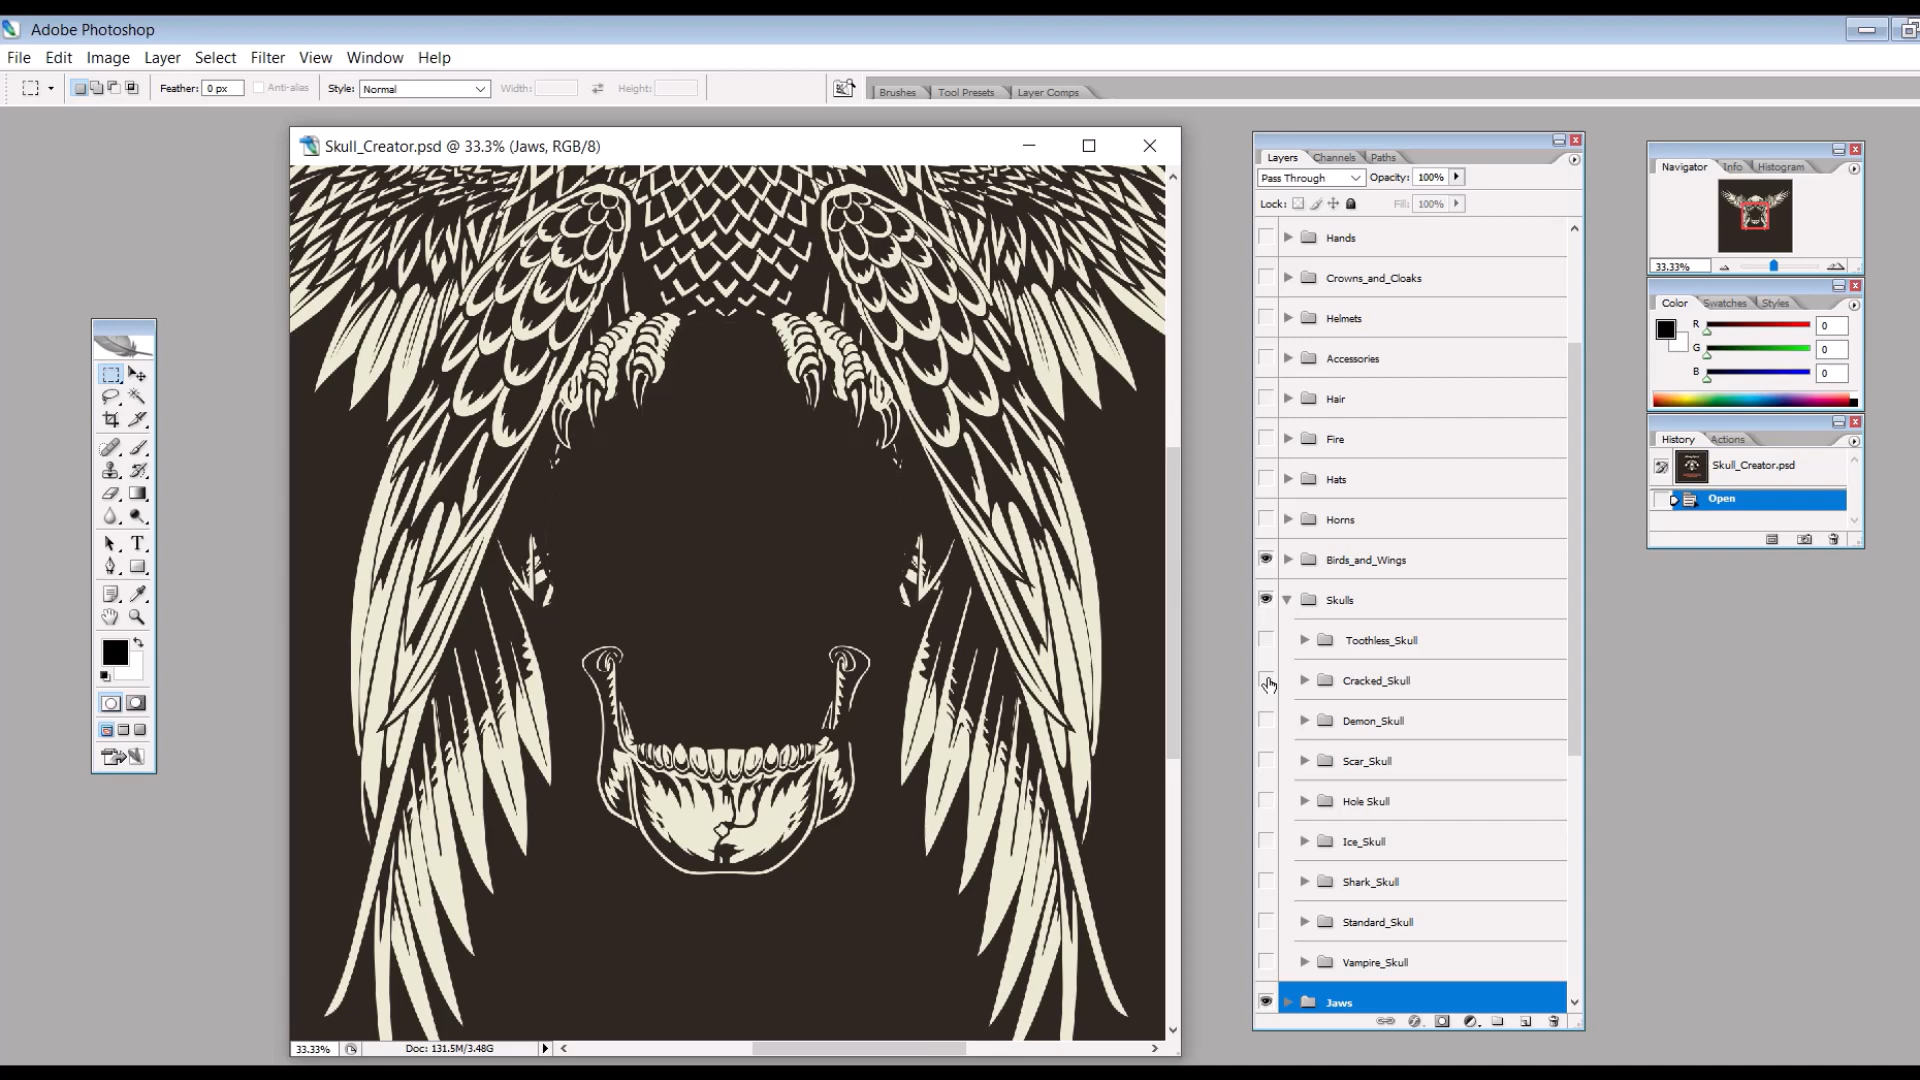 Adobe Photoshop
File Edit Image Layer Select Filter View Window Help
Feather: 0 px Anti-alias Style: Normal Width: Height: Brushes Tool Presets Layer Comps
Skull_Creator.psd @ 33.3% (Jaws, RGB/8)
33.33% Doc: 131.5M/3.48G
Layers Channels Paths
Pass Through Opacity: 100%
Lock: Fill: 100%
Hands
Crowns_and_Cloaks
Helmets
Accessories
Hair
Fire
Hats
Horns
Birds_and_Wings
Skulls
Toothless_Skull
Cracked_Skull
Demon_Skull
Scar_Skull
Hole Skull
Ice_Skull
Shark_Skull
Standard_Skull
Vampire_Skull
Jaws
Navigator Info Histogram
33.33%
Color Swatches Styles
R 0
G 0
B 0
History Actions
Skull_Creator.psd
Open